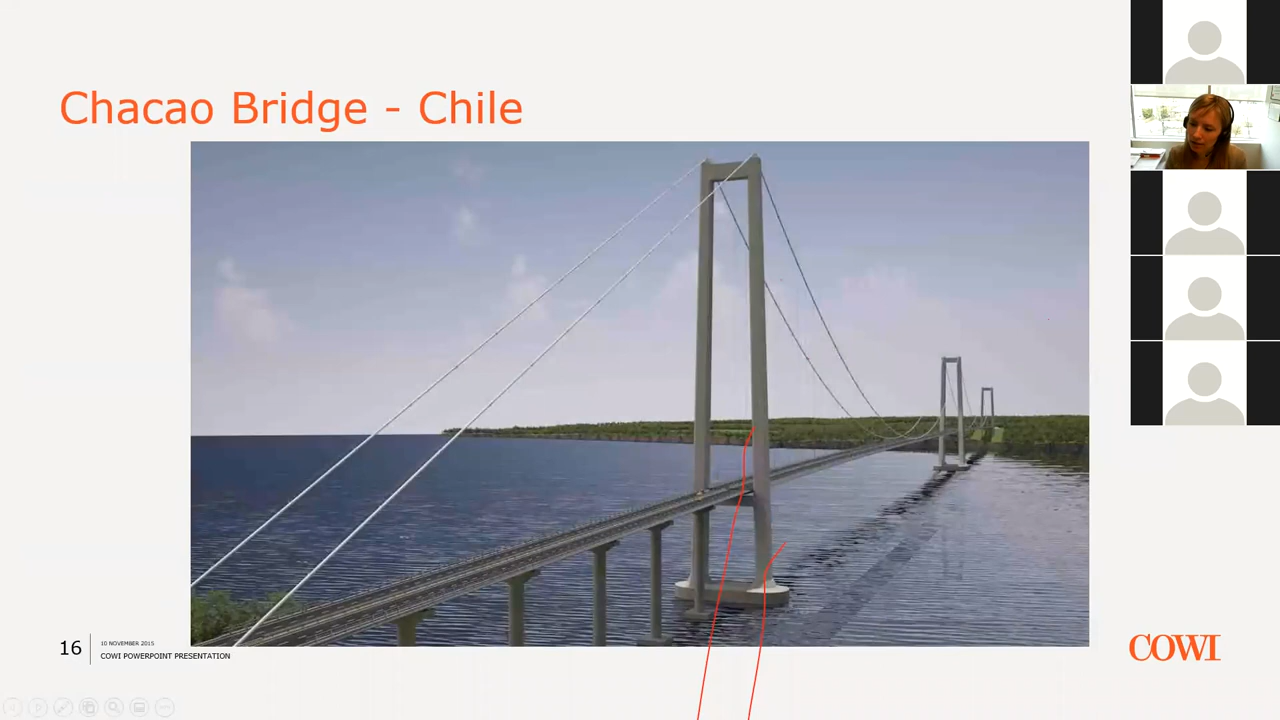 Chacao Bridge - Chile
16
10 NOVEMBER 2015
COWI POWERPOINT PRESENTATION
COWI